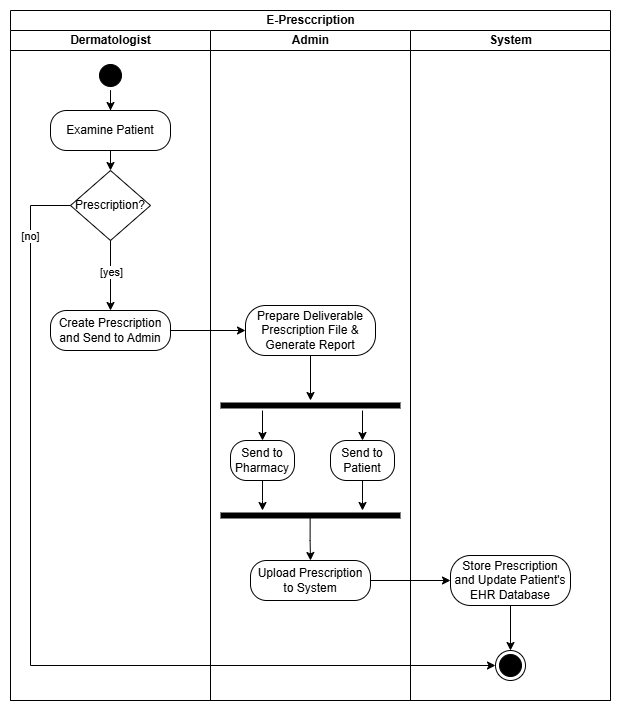 E-Presccription
Dermatologist
Admin
System
Examine Patient
Prescription?
[no]
[yes]
Create Prescription
and Send to Admin
Prepare Deliverable
Prescription File &
Generate Report
Send to
Pharmacy
Send to
Patient
Upload Prescription
to System
Store Prescription
and Update Patient's
EHR Database